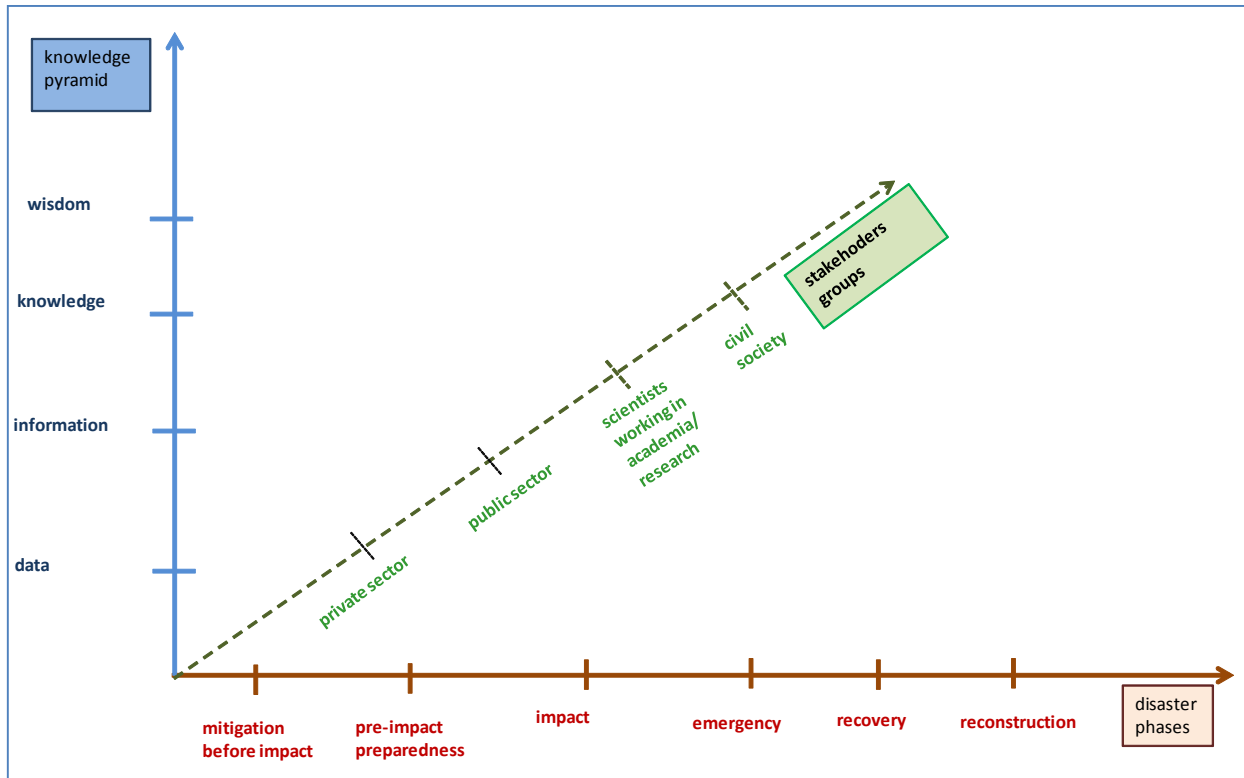 knowledge
pyramid
wisdom
knowledge
information
data
stakehoders
groups
civil
society
scientists
working in
academia/
research
public sector
private sector
mitigation
before impact
pre-impact
preparedness
impact
emergency
recovery
reconstruction
disaster
phases